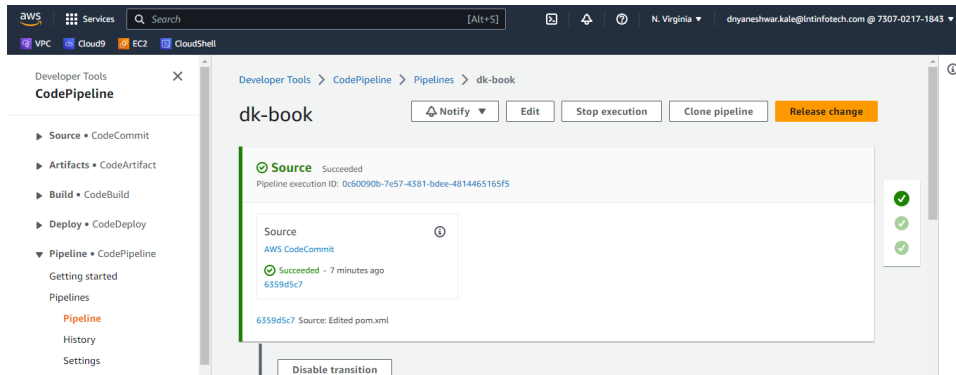 aws Services Search [Alt+S] N. Virginia ▼ dnyaneshwar.kale@lntinfotech.com @ 7307-0217-1843 ▼
VPC Cloud9 EC2 CloudShell
Developer Tools
CodePipeline
Source • CodeCommit
Artifacts • CodeArtifact
Build • CodeBuild
Deploy • CodeDeploy
Pipeline • CodePipeline
Getting started
Pipelines
Pipeline
History
Settings
Developer Tools > CodePipeline > Pipelines > dk-book
dk-book Notify ▼ Edit Stop execution Clone pipeline Release change
Source Succeeded
Pipeline execution ID: 0c60090b-7e57-4381-bdee-4814465165f5
Source
AWS CodeCommit
Succeeded - 7 minutes ago
6359d5c7
6359d5c7 Source: Edited pom.xml
Disable transition